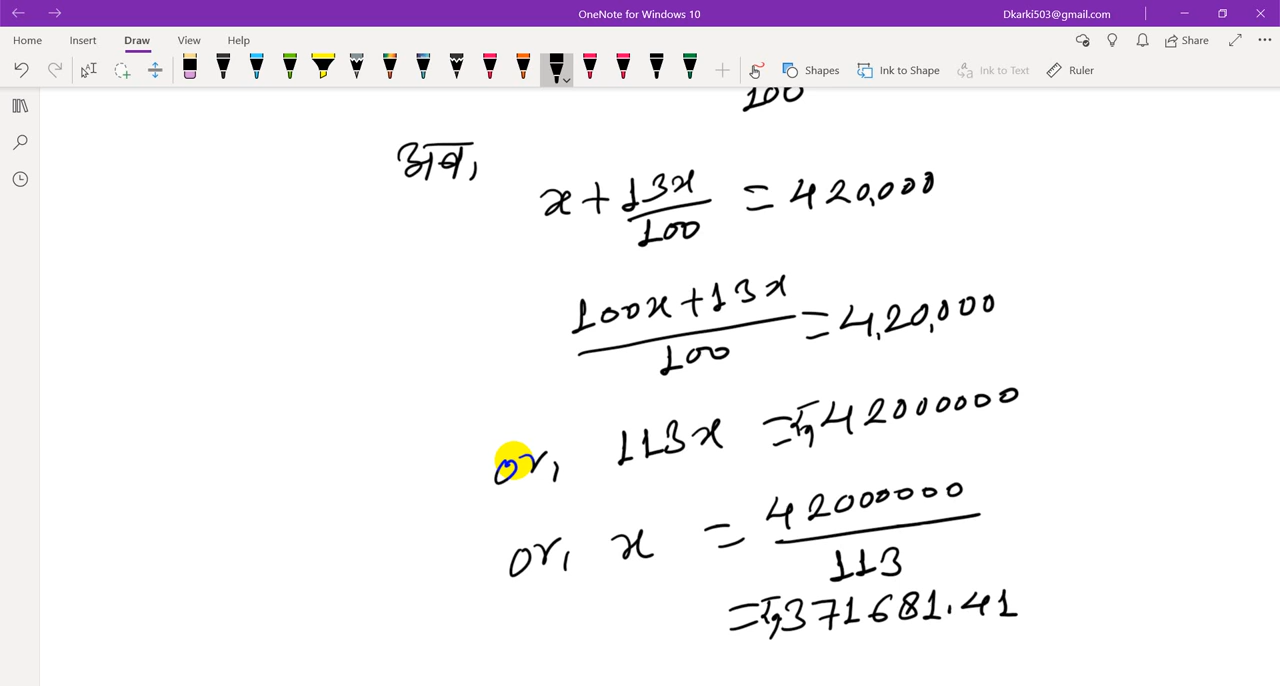 OneNote for Windows 10
Dkarki503@gmail.com
Home Insert Draw View Help
Share
Shapes Ink to Shape Ink to Text Ruler
100
अब,
x + 13x/100 = 420,000
100x + 13x/100 = 4,20,000
or, 113x = रु 42000000
or, x = 42000000/113
= रु 371681.41